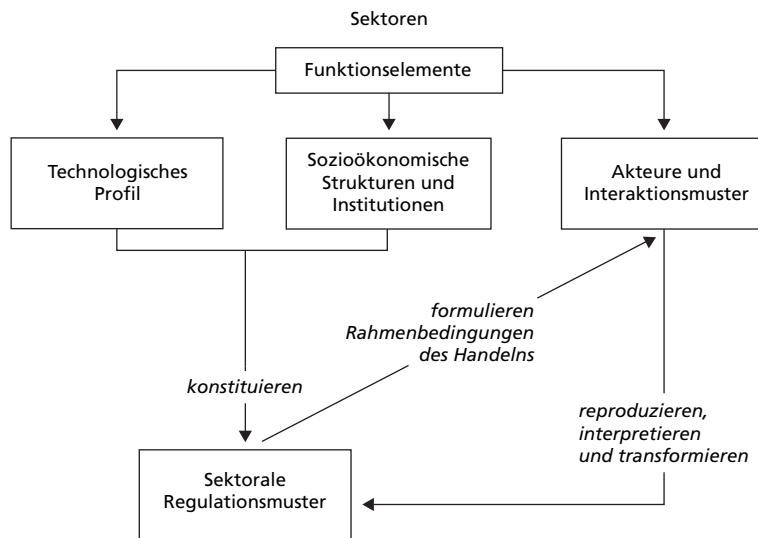 Sektoren
Funktionselemente
Technologisches
Profil
Sozioökonomische
Strukturen und
Institutionen
Akteure und
Interaktionsmuster
formulieren
Rahmenbedingungen
des Handelns
konstituieren
reproduzieren,
interpretieren
und transformieren
Sektorale
Regulationsmuster